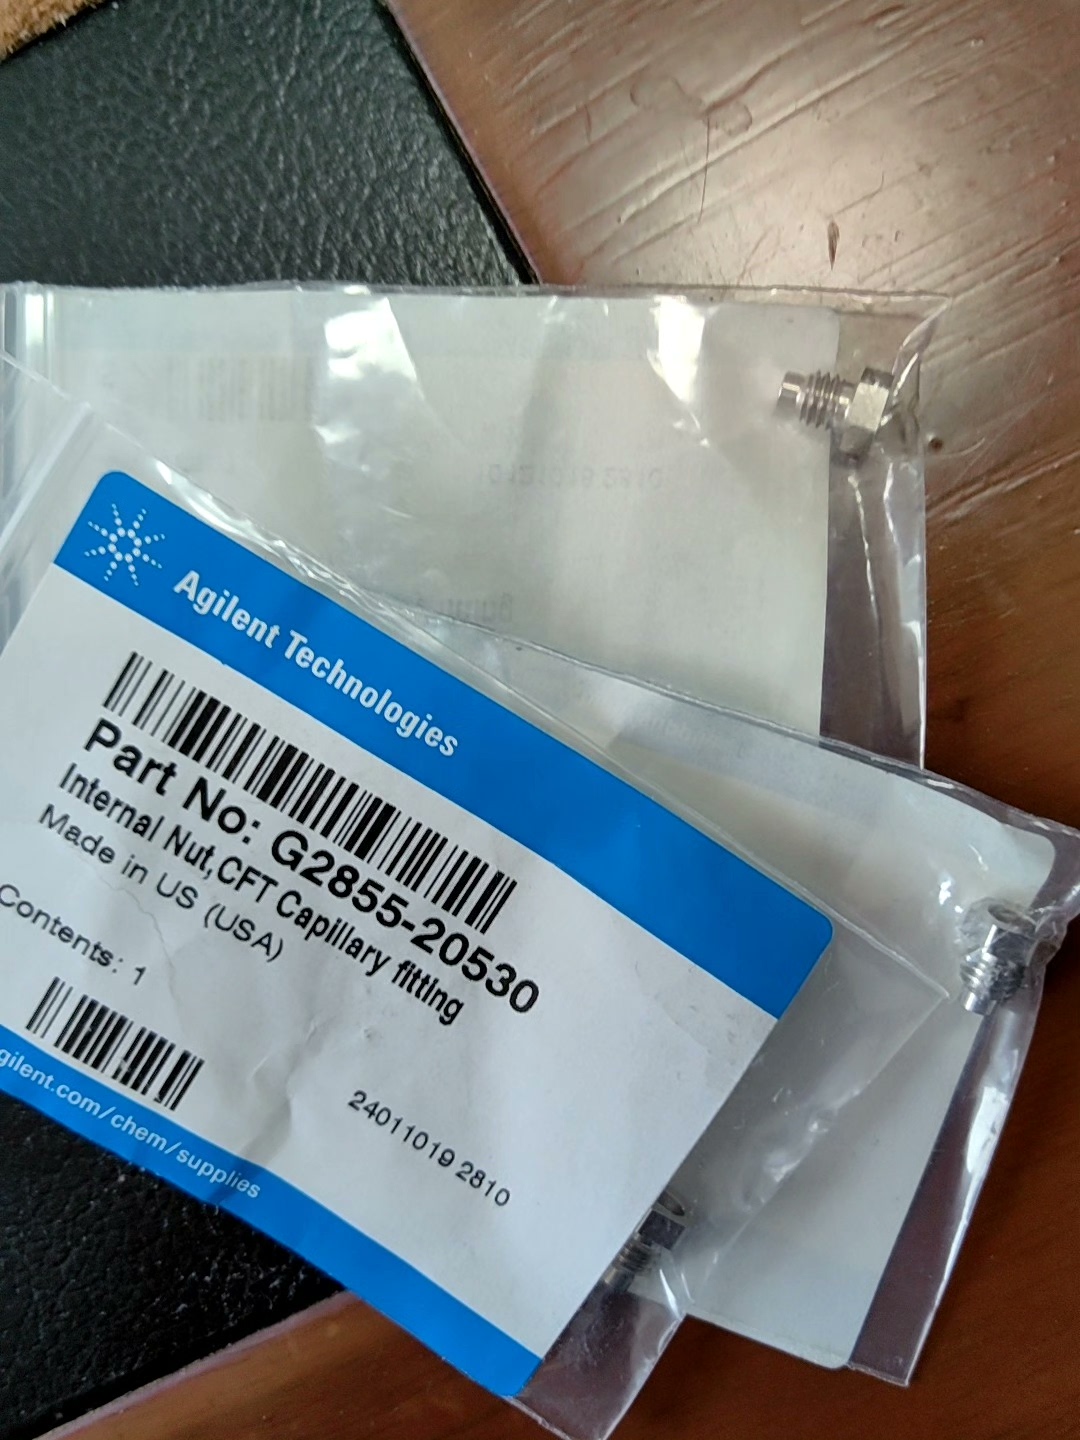 Agilent Technologies
Part No: G2855-20530
Internal Nut,CFT Capillary fitting
Made in US (USA)
Contents: 1
24011019 2810
gilent.com/chem/supplies